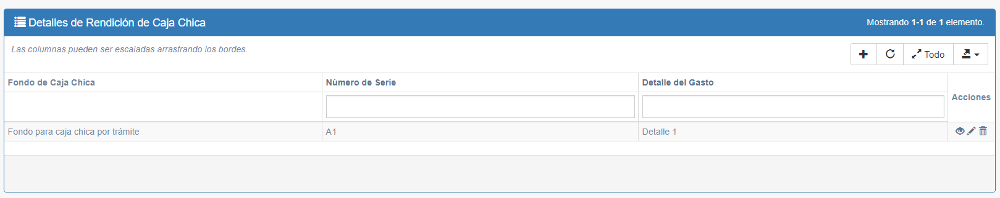 Detalles de Rendición de Caja Chica
Mostrando 1-1 de 1 elemento.
Las columnas pueden ser escaladas arrastrando los bordes.
Todo
Fondo de Caja Chica
Número de Serie
Detalle del Gasto
Acciones
Fondo para caja chica por trámite
A1
Detalle 1